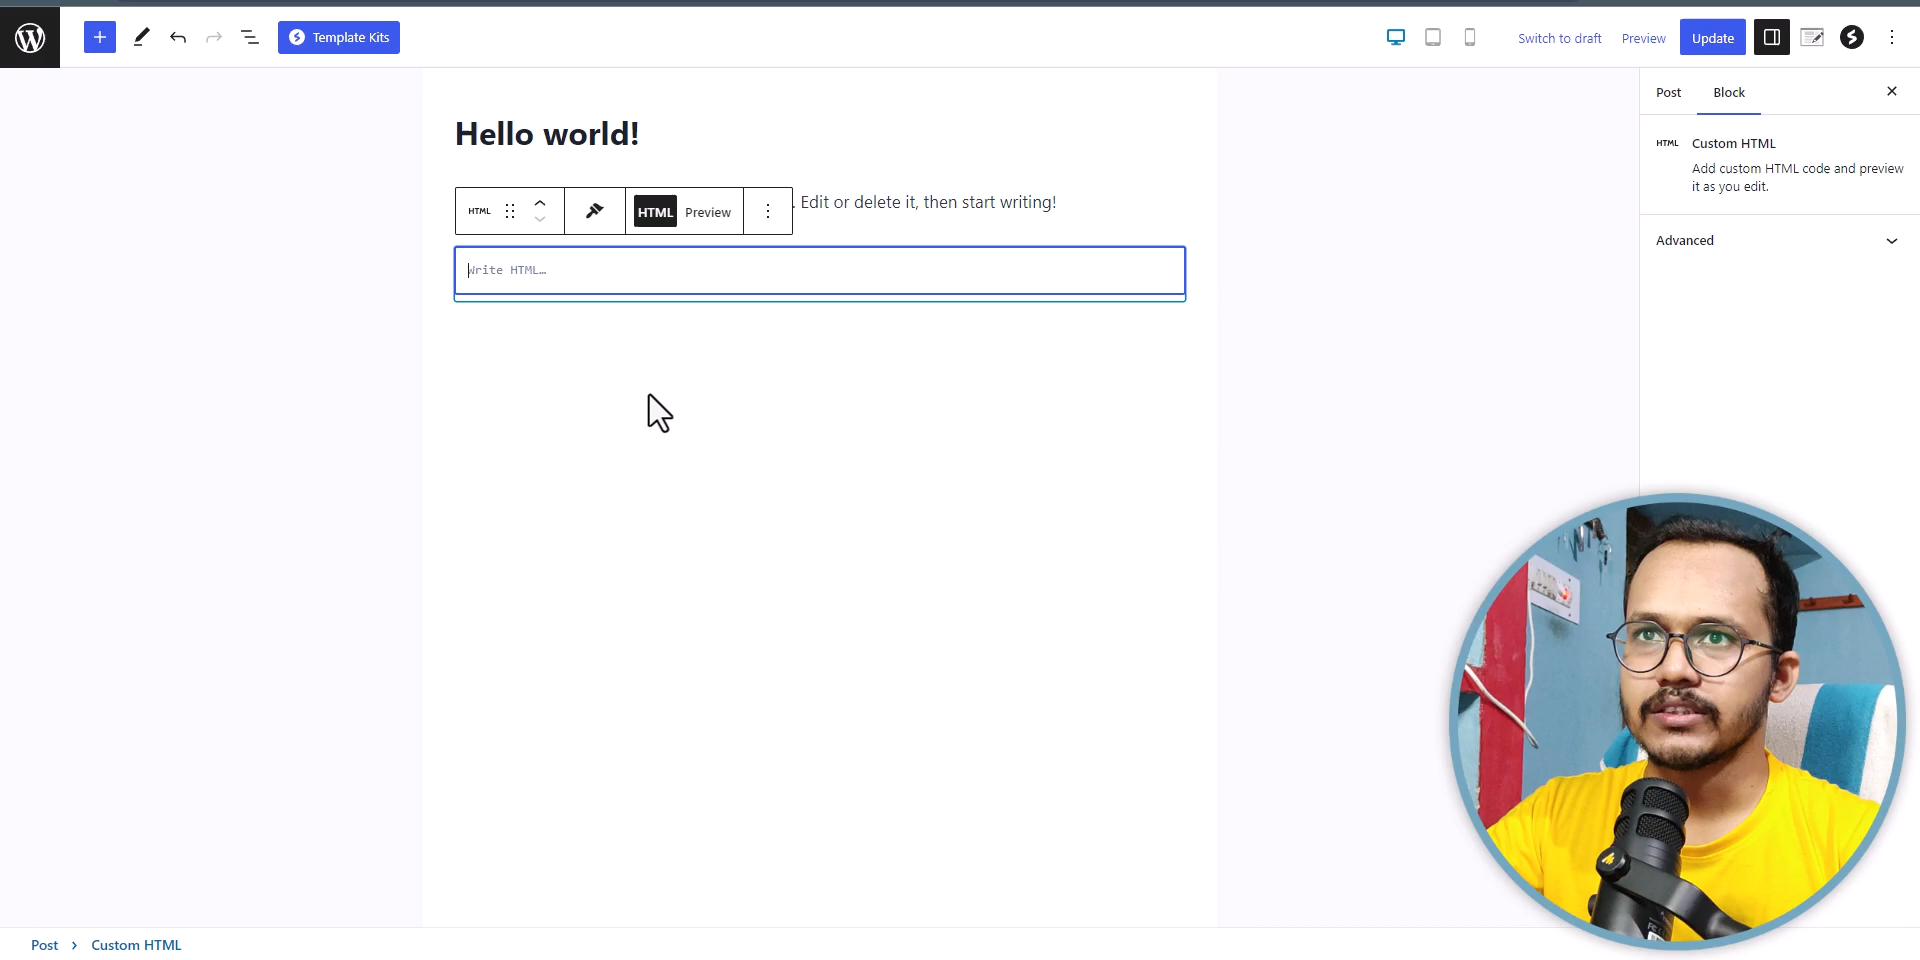 Template Kits
Switch to draft
Preview
Update
Post
Block
Hello world!
HTML
Custom HTML
Add custom HTML code and preview
it as you edit.
HTML
HTML
Preview
. Edit or delete it, then start writing!
Advanced
Write HTML…
Post
Custom HTML